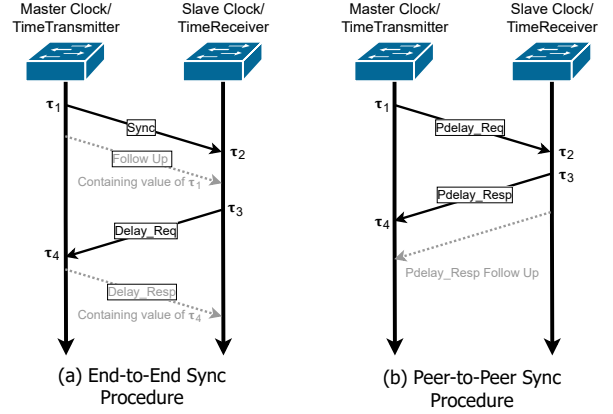 Master Clock/
TimeTransmitter
Slave Clock/
TimeReceiver
τ1
Sync
τ2
Follow Up
Containing value of τ1
τ3
Delay_Req
τ4
Delay_Resp
Containing value of τ4
(a) End-to-End Sync
Procedure
Master Clock/
TimeTransmitter
Slave Clock/
TimeReceiver
τ1
Pdelay_Req
τ2
τ3
Pdelay_Resp
τ4
Pdelay_Resp Follow Up
(b) Peer-to-Peer Sync
Procedure